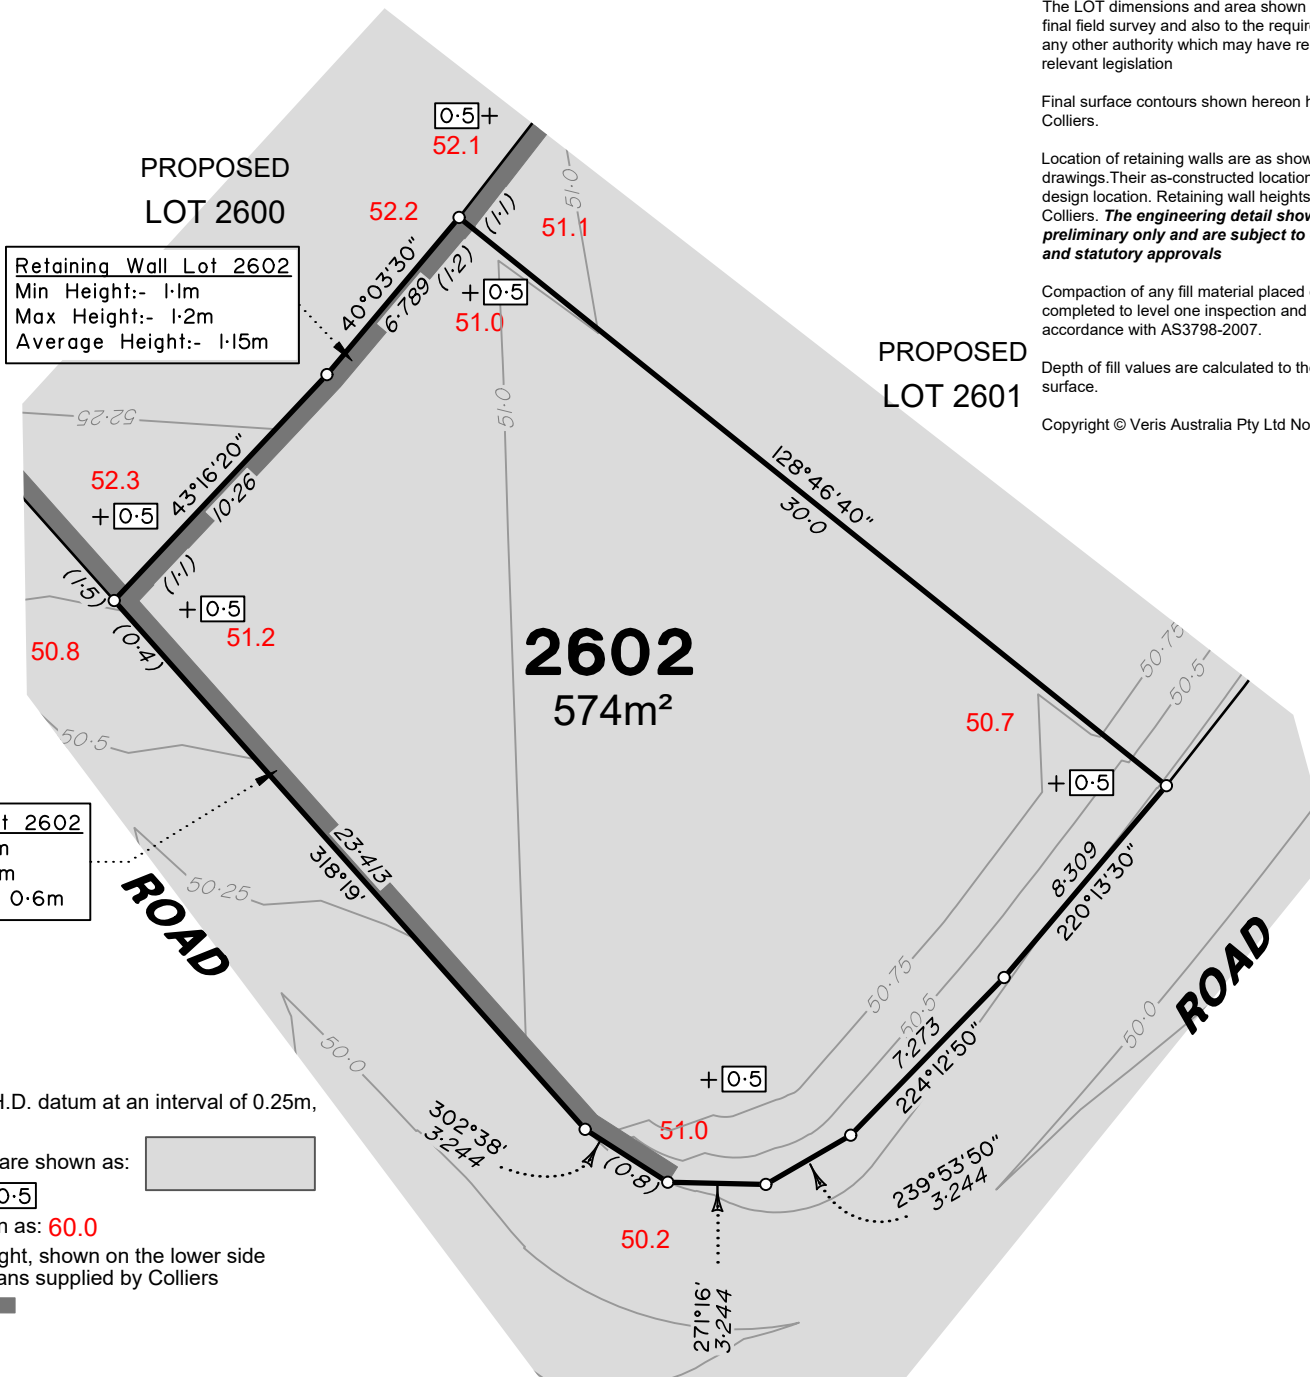 The LOT dimensions and area shown
final field survey and also to the requir
any other authority which may have re
relevant legislation
Final surface contours shown hereon h
Colliers.
Location of retaining walls are as show
drawings.Their as-constructed location
design location. Retaining wall heights
Colliers. The engineering detail show
preliminary only and are subject to
and statutory approvals
Compaction of any fill material placed
completed to level one inspection and
accordance with AS3798-2007.
Depth of fill values are calculated to the
surface.
Copyright © Veris Australia Pty Ltd No
PROPOSED
LOT 2600
0·5
52.1
52.2
(1·1)
51·0
51.1
Retaining Wall Lot 2602
Min Height:- 1·1m
Max Height:- 1·2m
Average Height:- 1·15m
40°03'30"
6·789
(1·2)
0·5
51.0
51·0
PROPOSED
LOT 2601
128°46'40"
30·0
52·25
52.3
0·5
43°16'20"
10·26
(1·1)
(1·5)
(0·4)
0·5
51.2
50.8
2602
574m²
50·75
50·5
50.7
0·5
50·5
t 2602
m
m
0·6m
23·413
318°19'
50·25
ROAD
8·309
220°13'30"
ROAD
50·75
50·5
7·273
224°12'50"
50·0
50·0
0·5
51.0
302°38'
3·244
(0·8)
239°53'50"
3·244
50.2
271°16'
3·244
H.D. datum at an interval of 0.25m,
are shown as:
0·5
n as: 60.0
ght, shown on the lower side
ans supplied by Colliers